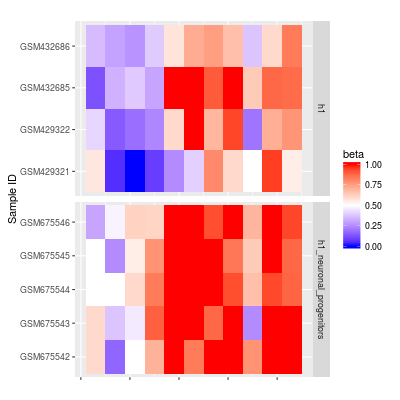 GSM432686
GSM432685
GSM429322
GSM429321
h1
GSM675546
GSM675545
GSM675544
GSM675543
GSM675542
h1_neuronal_progenitors
Sample ID
beta
1.00
0.75
0.50
0.25
0.00